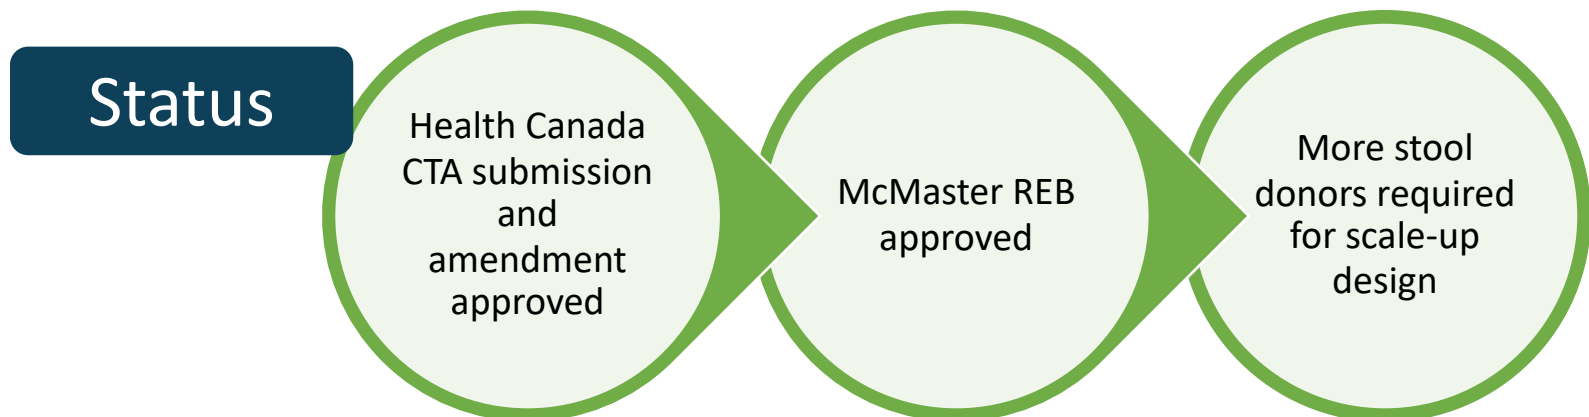 Status
Health Canada
CTA submission
and
amendment
approved
McMaster REB
approved
More stool
donors required
for scale-up
design